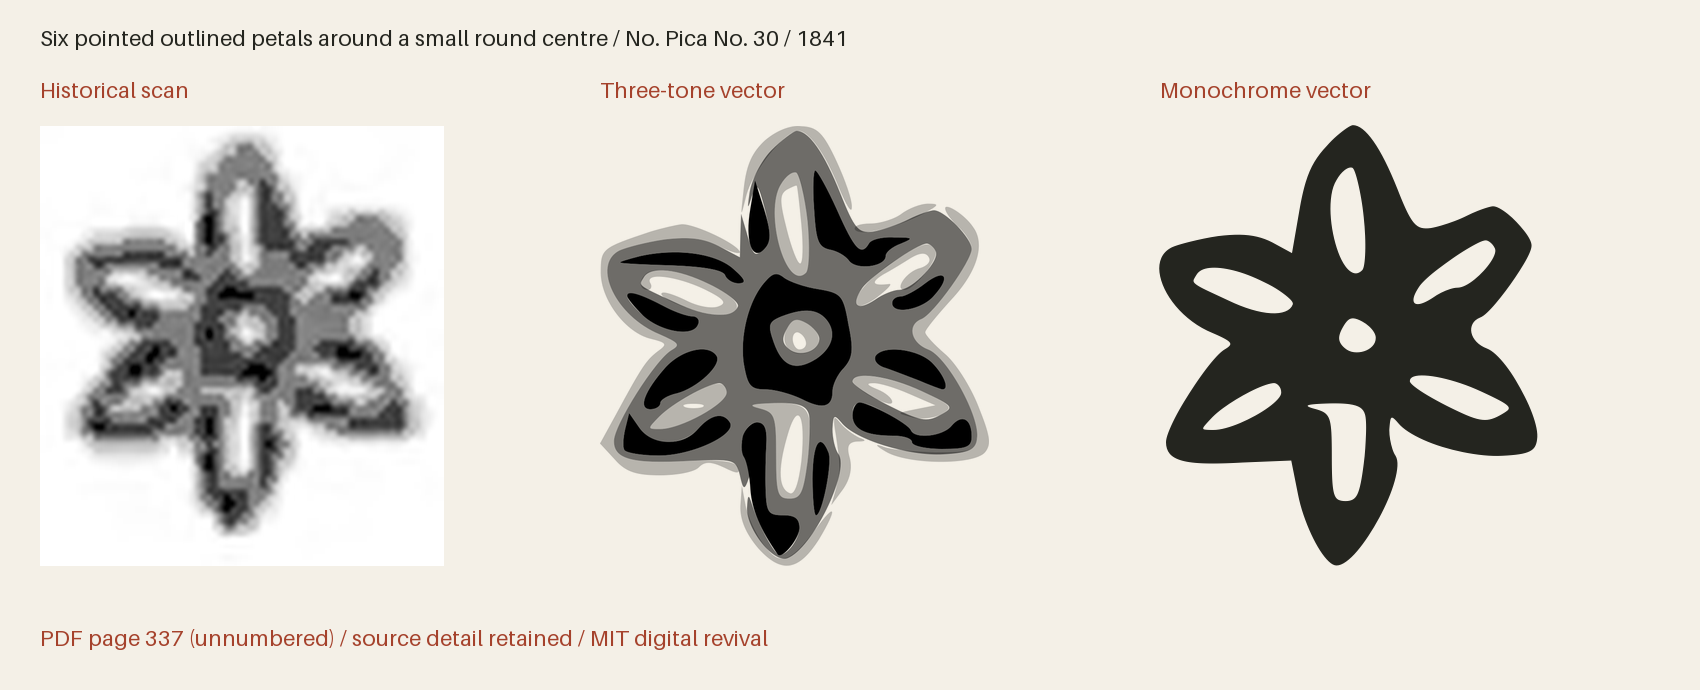 Six pointed outlined petals around a small round centre / No. Pica No. 30 / 1841
Historical scan
Three-tone vector
Monochrome vector
PDF page 337 (unnumbered) / source detail retained / MIT digital revival